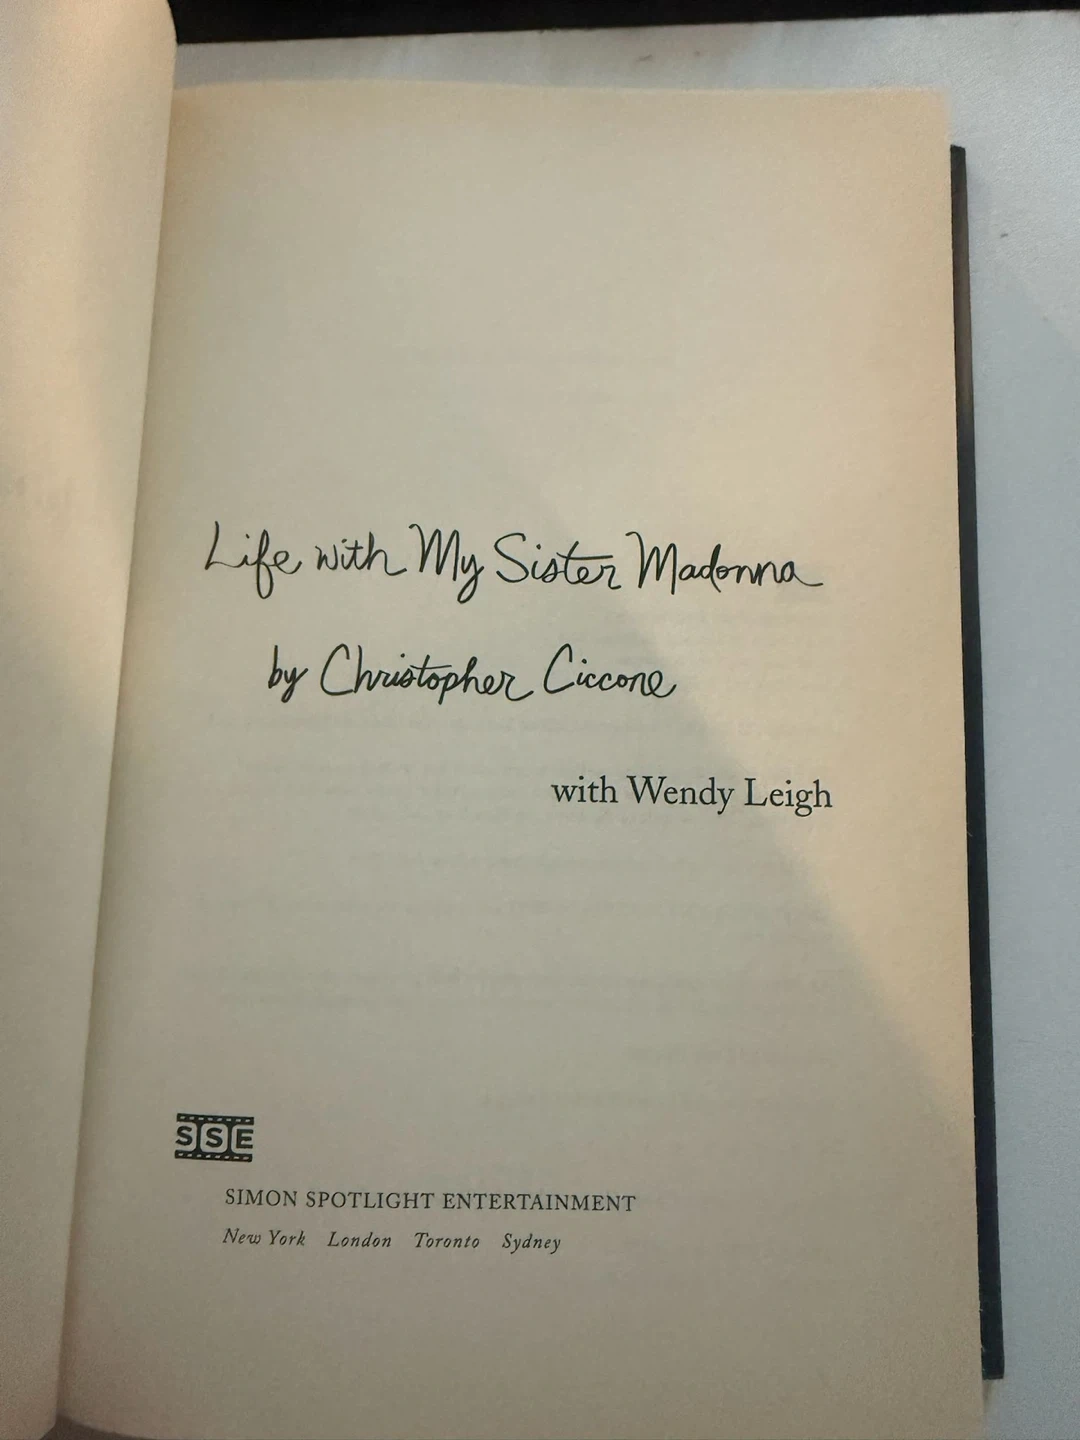 Life with My Sister Madonna
by Christopher Ciccone
with Wendy Leigh
SSE
SIMON SPOTLIGHT ENTERTAINMENT
New York London Toronto Sydney